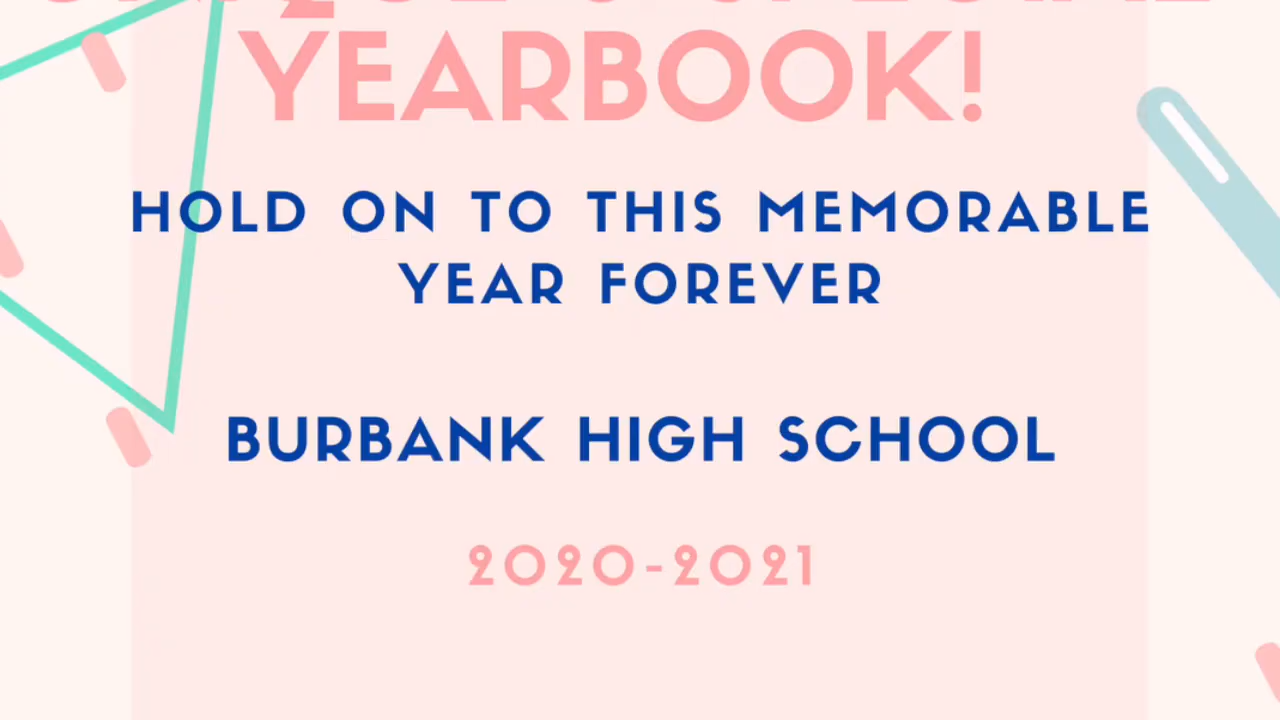 YEARBOOK!
HOLD ON TO THIS MEMORABLE
YEAR FOREVER
BURBANK HIGH SCHOOL
2020-2021